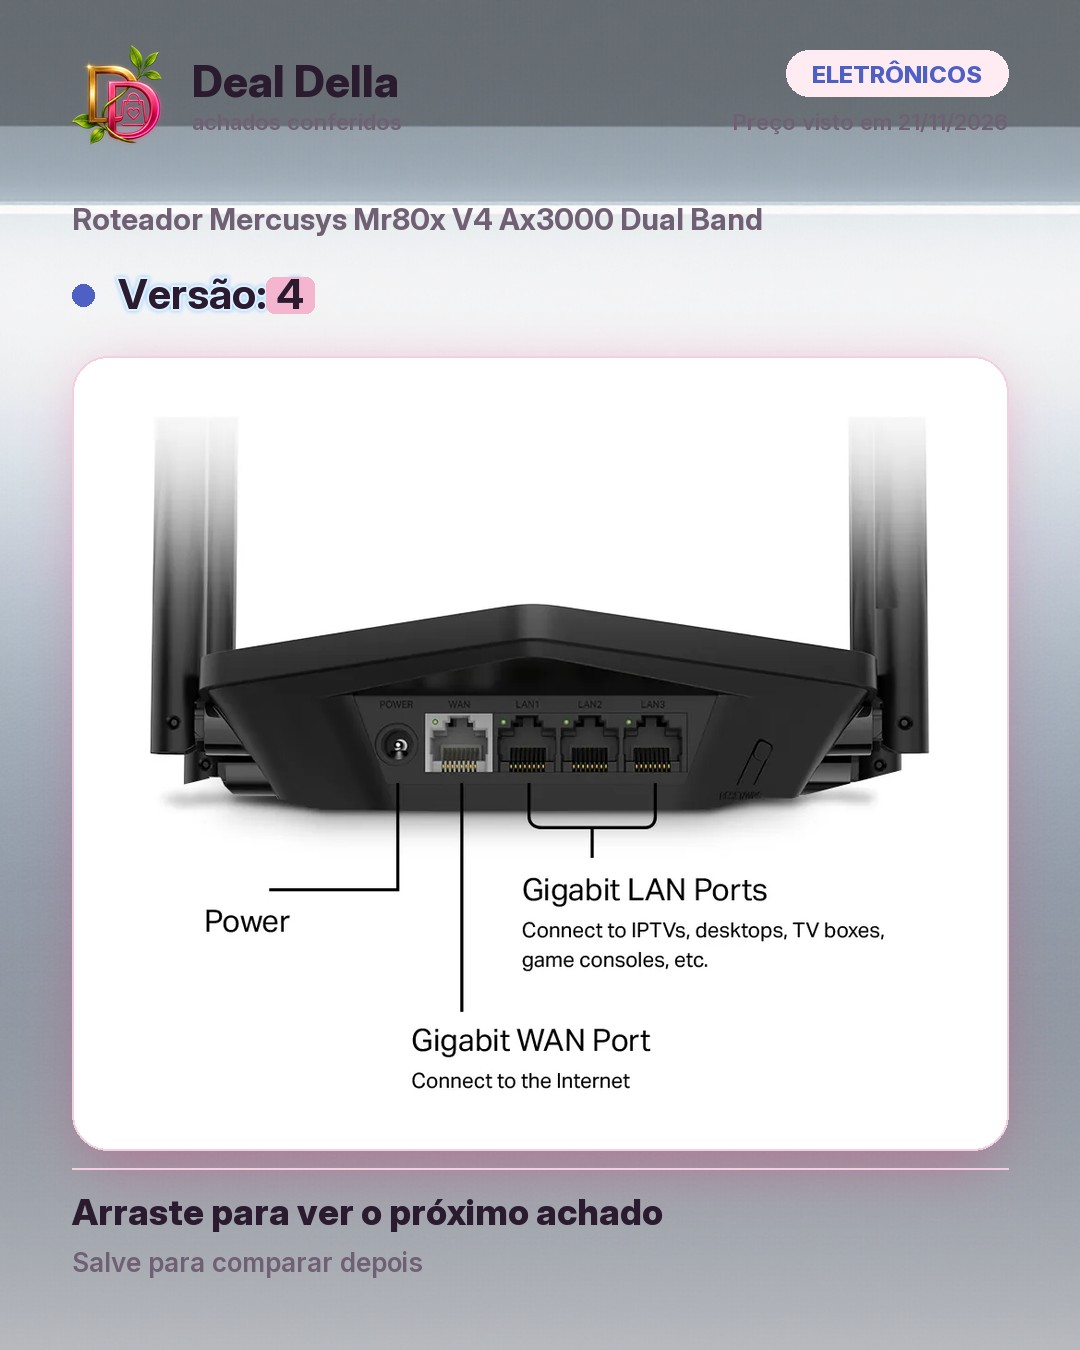 Deal Della
achados conferidos
ELETRÔNICOS
Preço visto em 21/11/2026
Roteador Mercusys Mr80x V4 Ax3000 Dual Band
Versão: 4
POWER
WAN
LAN1
LAN2
LAN3
Power
Gigabit LAN Ports
Connect to IPTVs, desktops, TV boxes,
game consoles, etc.
Gigabit WAN Port
Connect to the Internet
Arraste para ver o próximo achado
Salve para comparar depois